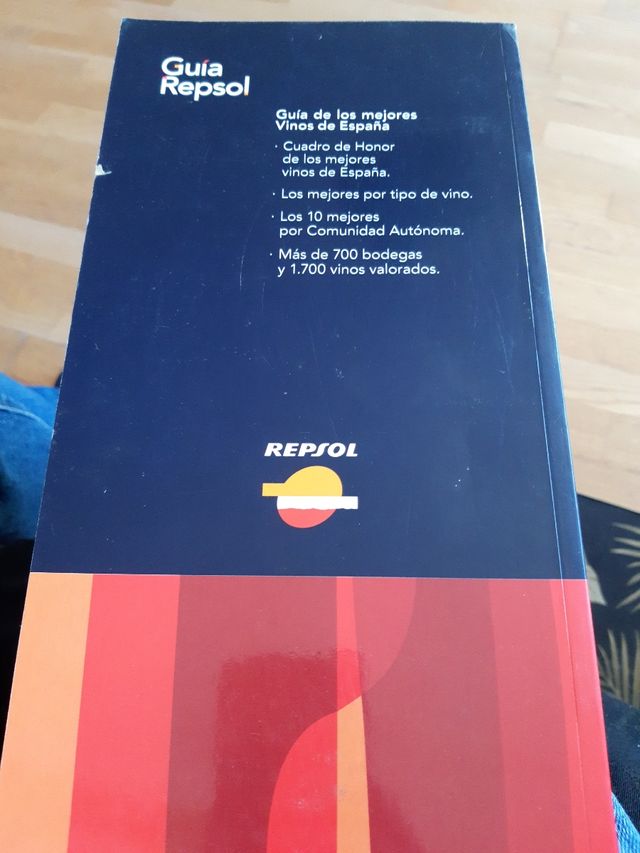 Guía
Repsol
Guía de los mejores
Vinos de España
· Cuadro de Honor
de los mejores
vinos de España.
· Los mejores por tipo de vino.
· Los 10 mejores
por Comunidad Autónoma.
· Más de 700 bodegas
y 1.700 vinos valorados.
REPSOL